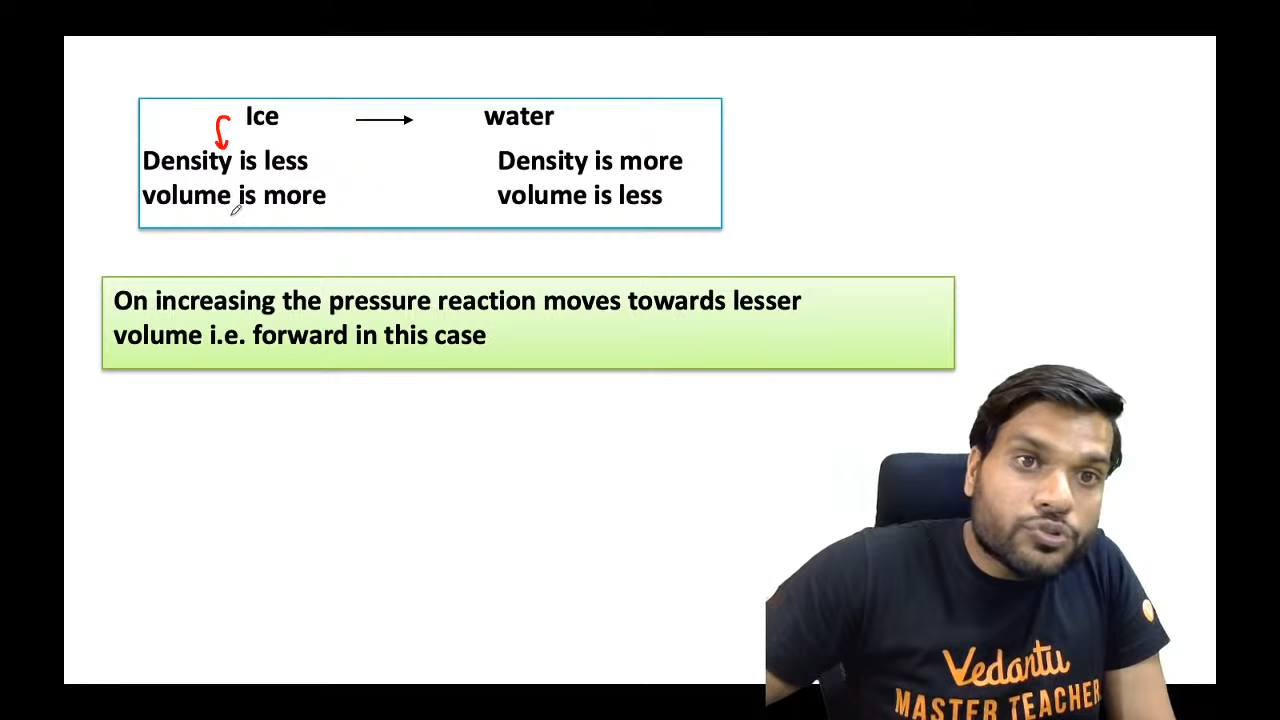 Ice → water
Density is less Density is more
volume is more volume is less
On increasing the pressure reaction moves towards lesser
volume i.e. forward in this case
Vedantu
MASTER TEACHER